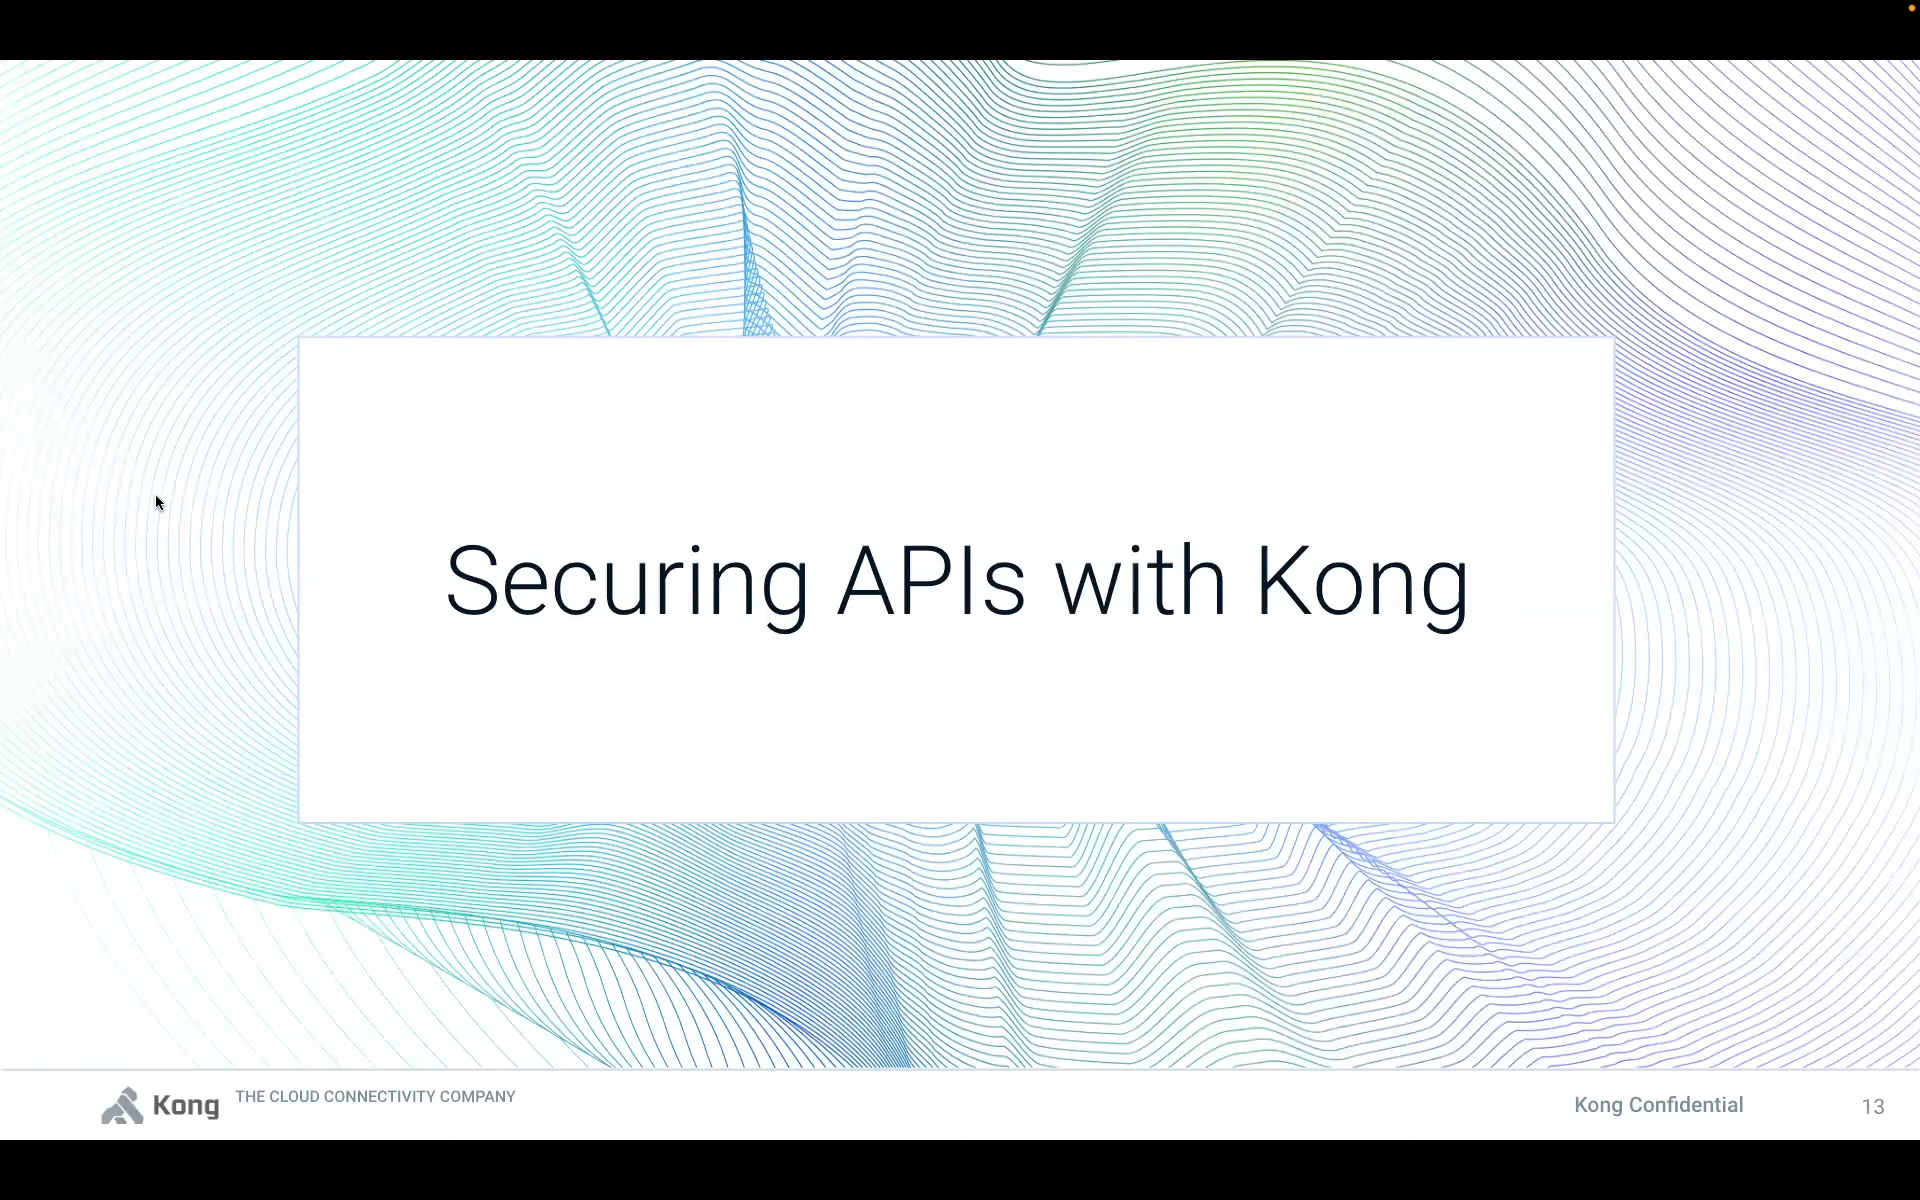 Securing APIs with Kong
Kong
THE CLOUD CONNECTIVITY COMPANY
Kong Confidential
13